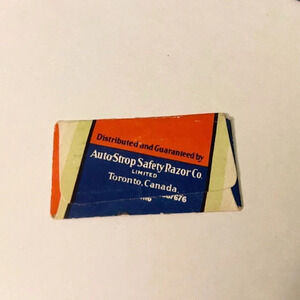 Distributed and Guaranteed by
AutoStrop Safety Razor Co.
LIMITED
Toronto, Canada.